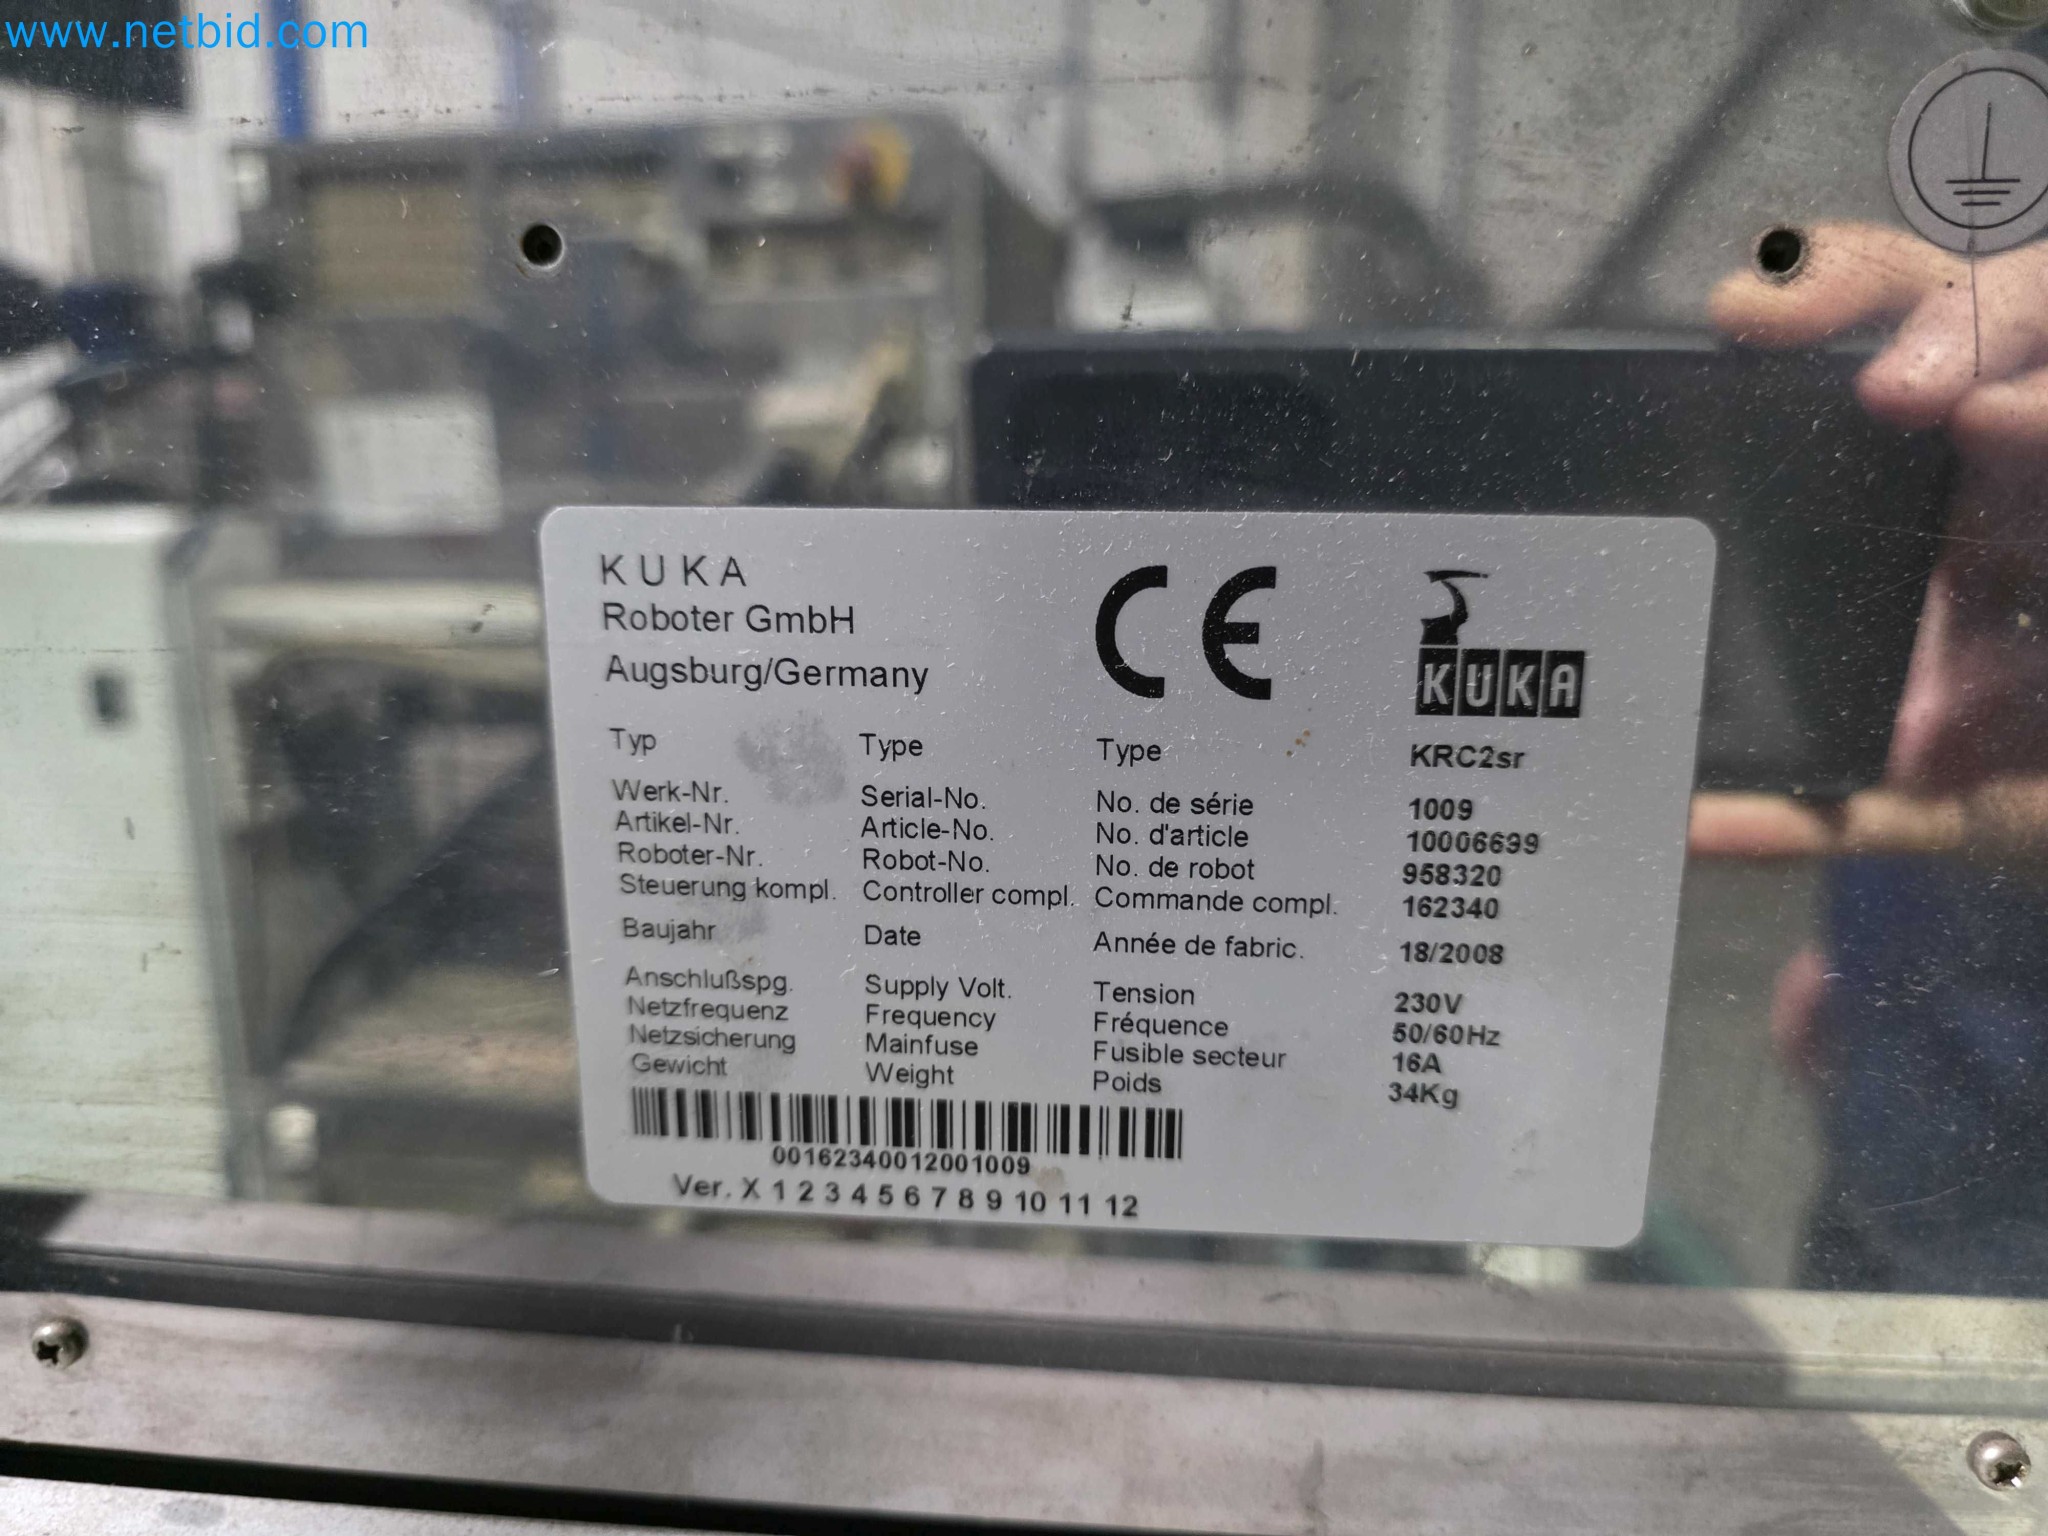 www.netbid.com
K U K A
Roboter GmbH
Augsburg/Germany
CE
KUKA
Typ Type Type KRC2sr
Werk-Nr. Serial-No. No. de série 1009
Artikel-Nr. Article-No. No. d'article 10006699
Roboter-Nr. Robot-No. No. de robot 958320
Steuerung kompl. Controller compl. Commande compl. 162340
Baujahr Date Année de fabric. 18/2008
Anschlußspg. Supply Volt. Tension 230V
Netzfrequenz Frequency Fréquence 50/60Hz
Netzsicherung Mainfuse Fusible secteur 16A
Gewicht Weight Poids 34Kg
00162340012001009
Ver. X 1 2 3 4 5 6 7 8 9 10 11 12